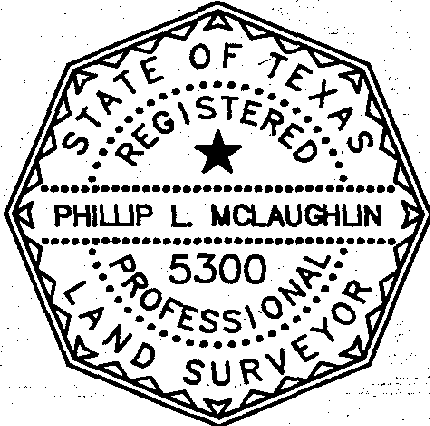 STATE OF TEXAS
REGISTERED
PHILLIP L. MCLAUGHLIN
5300
PROFESSIONAL
LAND SURVEYOR